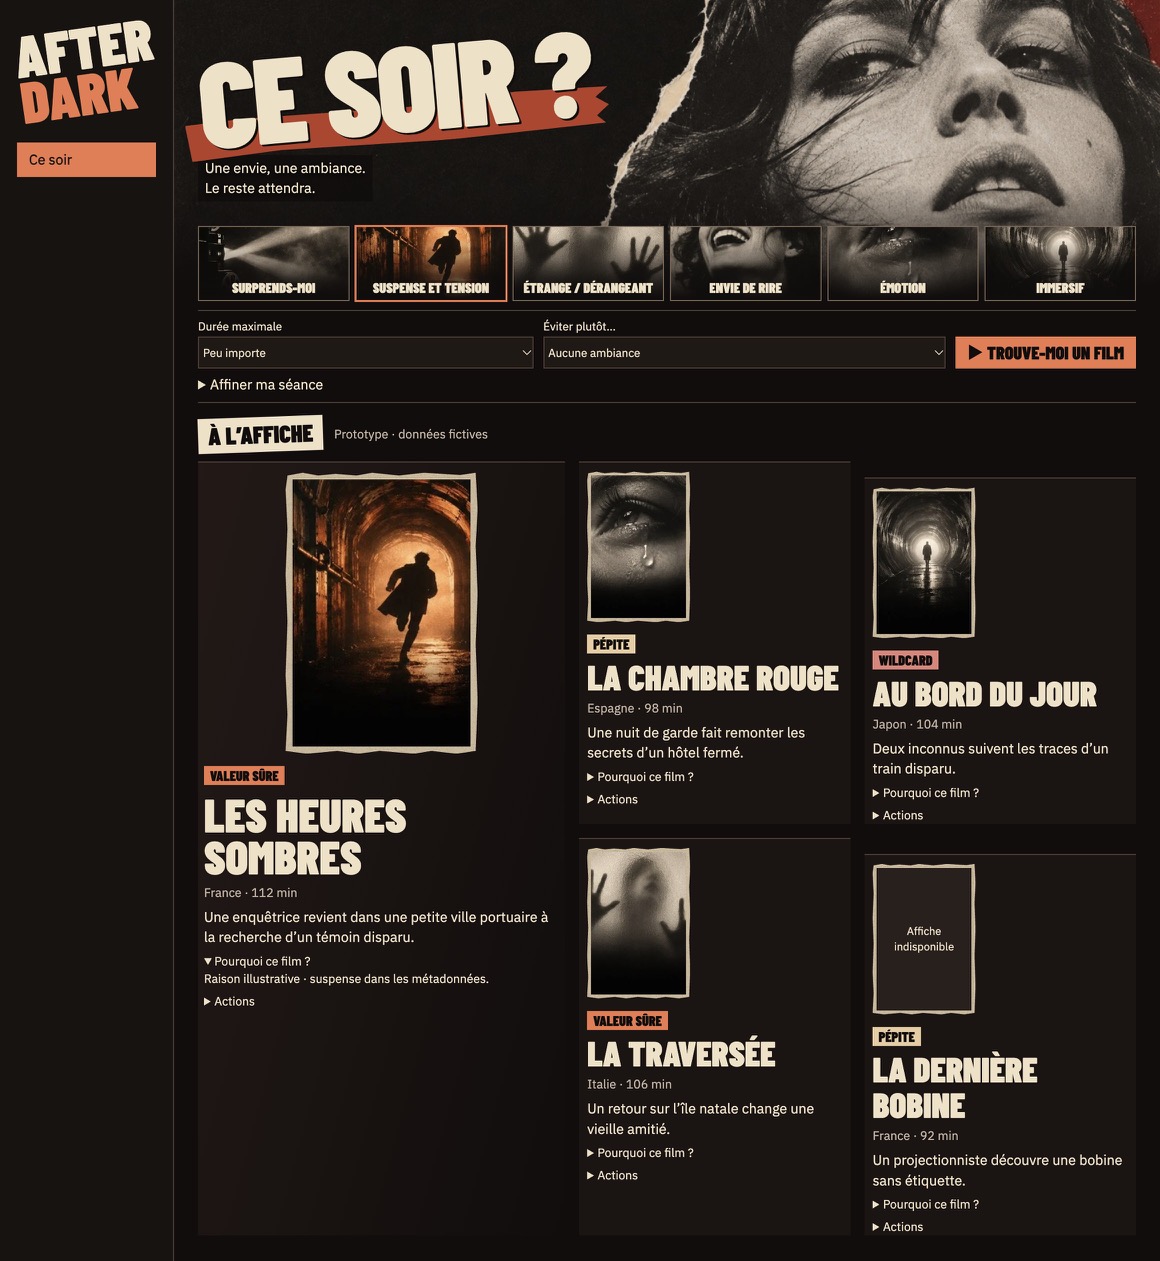 AFTER
DARK
Ce soir
CE SOIR ?
Une envie, une ambiance.
Le reste attendra.
SURPRENDS-MOI
SUSPENSE ET TENSION
ÉTRANGE / DÉRANGEANT
ENVIE DE RIRE
ÉMOTION
IMMERSIF
Durée maximale
Peu importe
Éviter plutôt...
Aucune ambiance
▶ TROUVE-MOI UN FILM
▶ Affiner ma séance
À L'AFFICHE
Prototype · données fictives
VALEUR SÛRE
LES HEURES
SOMBRES
France · 112 min
Une enquêtrice revient dans une petite ville portuaire à
la recherche d'un témoin disparu.
▼ Pourquoi ce film ?
Raison illustrative · suspense dans les métadonnées.
▶ Actions
PÉPITE
LA CHAMBRE ROUGE
Espagne · 98 min
Une nuit de garde fait remonter les
secrets d'un hôtel fermé.
▶ Pourquoi ce film ?
▶ Actions
WILDCARD
AU BORD DU JOUR
Japon · 104 min
Deux inconnus suivent les traces d'un
train disparu.
▶ Pourquoi ce film ?
▶ Actions
VALEUR SÛRE
LA TRAVERSÉE
Italie · 106 min
Un retour sur l'île natale change une
vieille amitié.
▶ Pourquoi ce film ?
▶ Actions
Affiche
indisponible
PÉPITE
LA DERNIÈRE
BOBINE
France · 92 min
Un projectionniste découvre une bobine
sans étiquette.
▶ Pourquoi ce film ?
▶ Actions